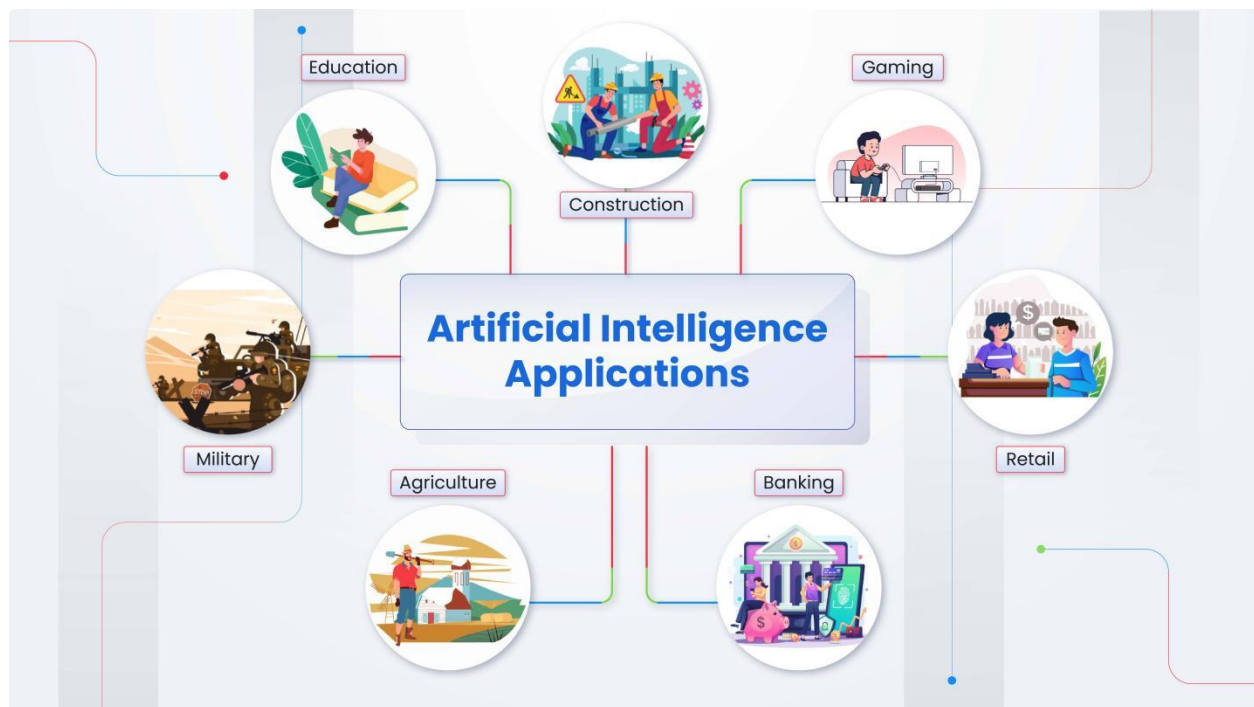 Education
Gaming
Construction
Artificial Intelligence
Applications
Military
Retail
Agriculture
Banking
$
$